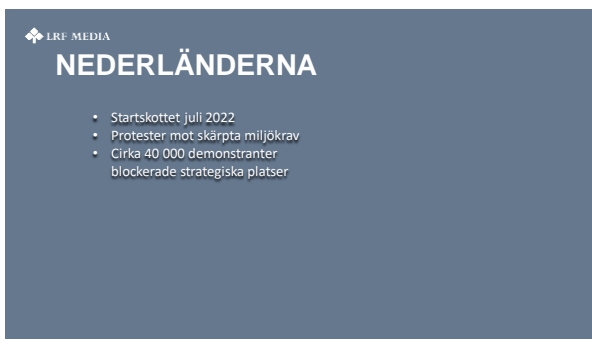 LRF MEDIA
NEDERLÄNDERNA
• Startskottet juli 2022
• Protester mot skärpta miljökrav
• Cirka 40 000 demonstranter
blockerade strategiska platser